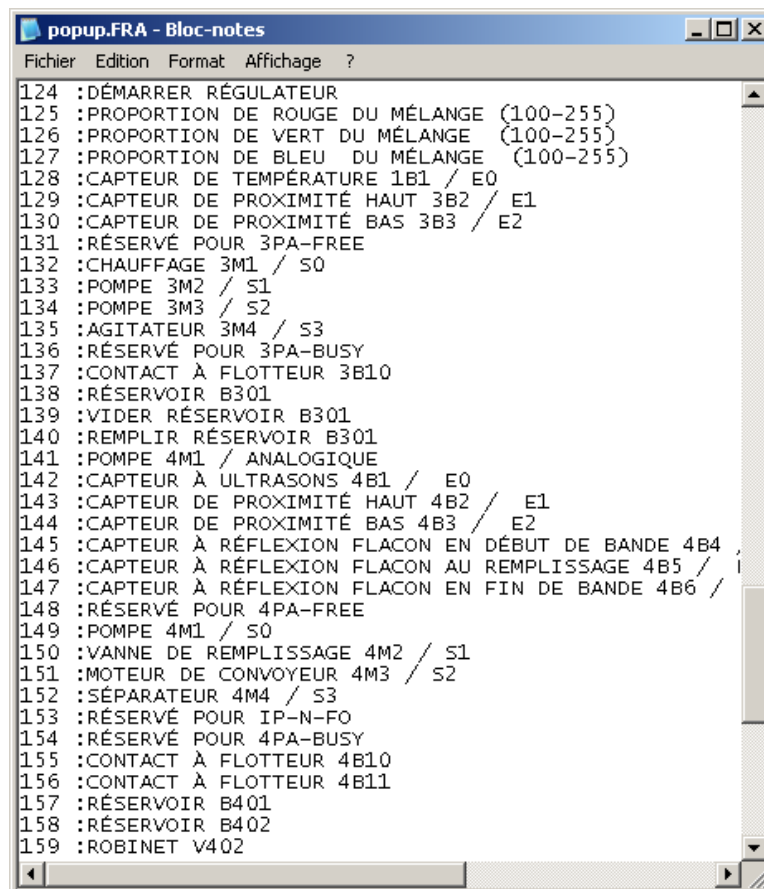 popup.FRA - Bloc-notes
Fichier Edition Format Affichage ?
124 :DÉMARRER RÉGULATEUR
125 :PROPORTION DE ROUGE DU MÉLANGE (100-255)
126 :PROPORTION DE VERT DU MÉLANGE  (100-255)
127 :PROPORTION DE BLEU  DU MÉLANGE  (100-255)
128 :CAPTEUR DE TEMPÉRATURE 1B1 / E0
129 :CAPTEUR DE PROXIMITÉ HAUT 3B2 / E1
130 :CAPTEUR DE PROXIMITÉ BAS 3B3 / E2
131 :RÉSERVÉ POUR 3PA-FREE
132 :CHAUFFAGE 3M1 / S0
133 :POMPE 3M2 / S1
134 :POMPE 3M3 / S2
135 :AGITATEUR 3M4 / S3
136 :RÉSERVÉ POUR 3PA-BUSY
137 :CONTACT À FLOTTEUR 3B10
138 :RÉSERVOIR B301
139 :VIDER RÉSERVOIR B301
140 :REMPLIR RÉSERVOIR B301
141 :POMPE 4M1 / ANALOGIQUE
142 :CAPTEUR À ULTRASONS 4B1 /  E0
143 :CAPTEUR DE PROXIMITÉ HAUT 4B2 /  E1
144 :CAPTEUR DE PROXIMITÉ BAS 4B3 /  E2
145 :CAPTEUR À RÉFLEXION FLACON EN DÉBUT DE BANDE 4B4
146 :CAPTEUR À RÉFLEXION FLACON AU REMPLISSAGE 4B5 /
147 :CAPTEUR À RÉFLEXION FLACON EN FIN DE BANDE 4B6 /
148 :RÉSERVÉ POUR 4PA-FREE
149 :POMPE 4M1 / S0
150 :VANNE DE REMPLISSAGE 4M2 / S1
151 :MOTEUR DE CONVOYEUR 4M3 / S2
152 :SÉPARATEUR 4M4 / S3
153 :RÉSERVÉ POUR IP-N-FO
154 :RÉSERVÉ POUR 4PA-BUSY
155 :CONTACT À FLOTTEUR 4B10
156 :CONTACT À FLOTTEUR 4B11
157 :RÉSERVOIR B401
158 :RÉSERVOIR B402
159 :ROBINET V402